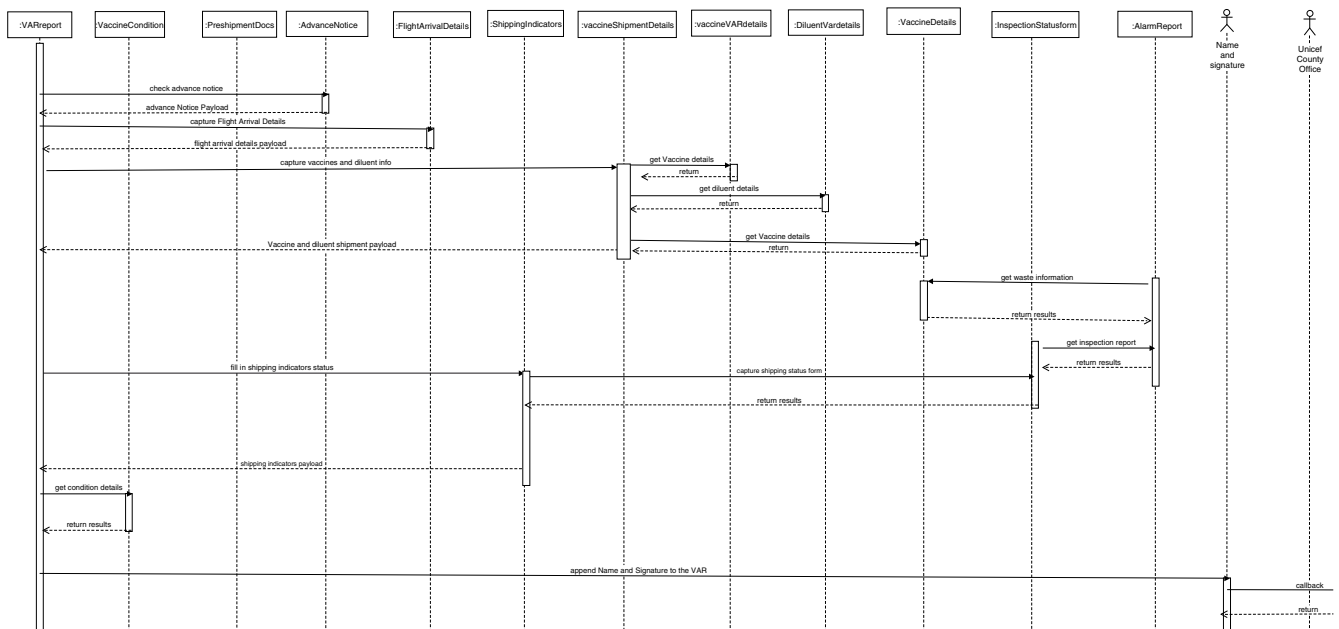 :VARreport
:VaccineCondition
:PreshipmentDocs
:AdvanceNotice
:FlightArrivalDetails
:ShippingIndicators
:vaccineShipmentDetails
:vaccineVARdetails
:DiluentVardetails
:VaccineDetails
:InspectionStatusform
:AlarmReport
Name
and
signature
Unicef
County
Office
check advance notice
advance Notice Payload
capture Flight Arrival Details
flight arrival details payload
capture vaccines and diluent info
get Vaccine details
return
get diluent details
return
get Vaccine details
return
Vaccine and diluent shipment payload
get waste information
return results
get inspection report
return results
fill in shipping indicators status
capture shipping status form
return results
shipping indicators payload
get condition details
return results
append Name and Signature to the VAR
callback
return